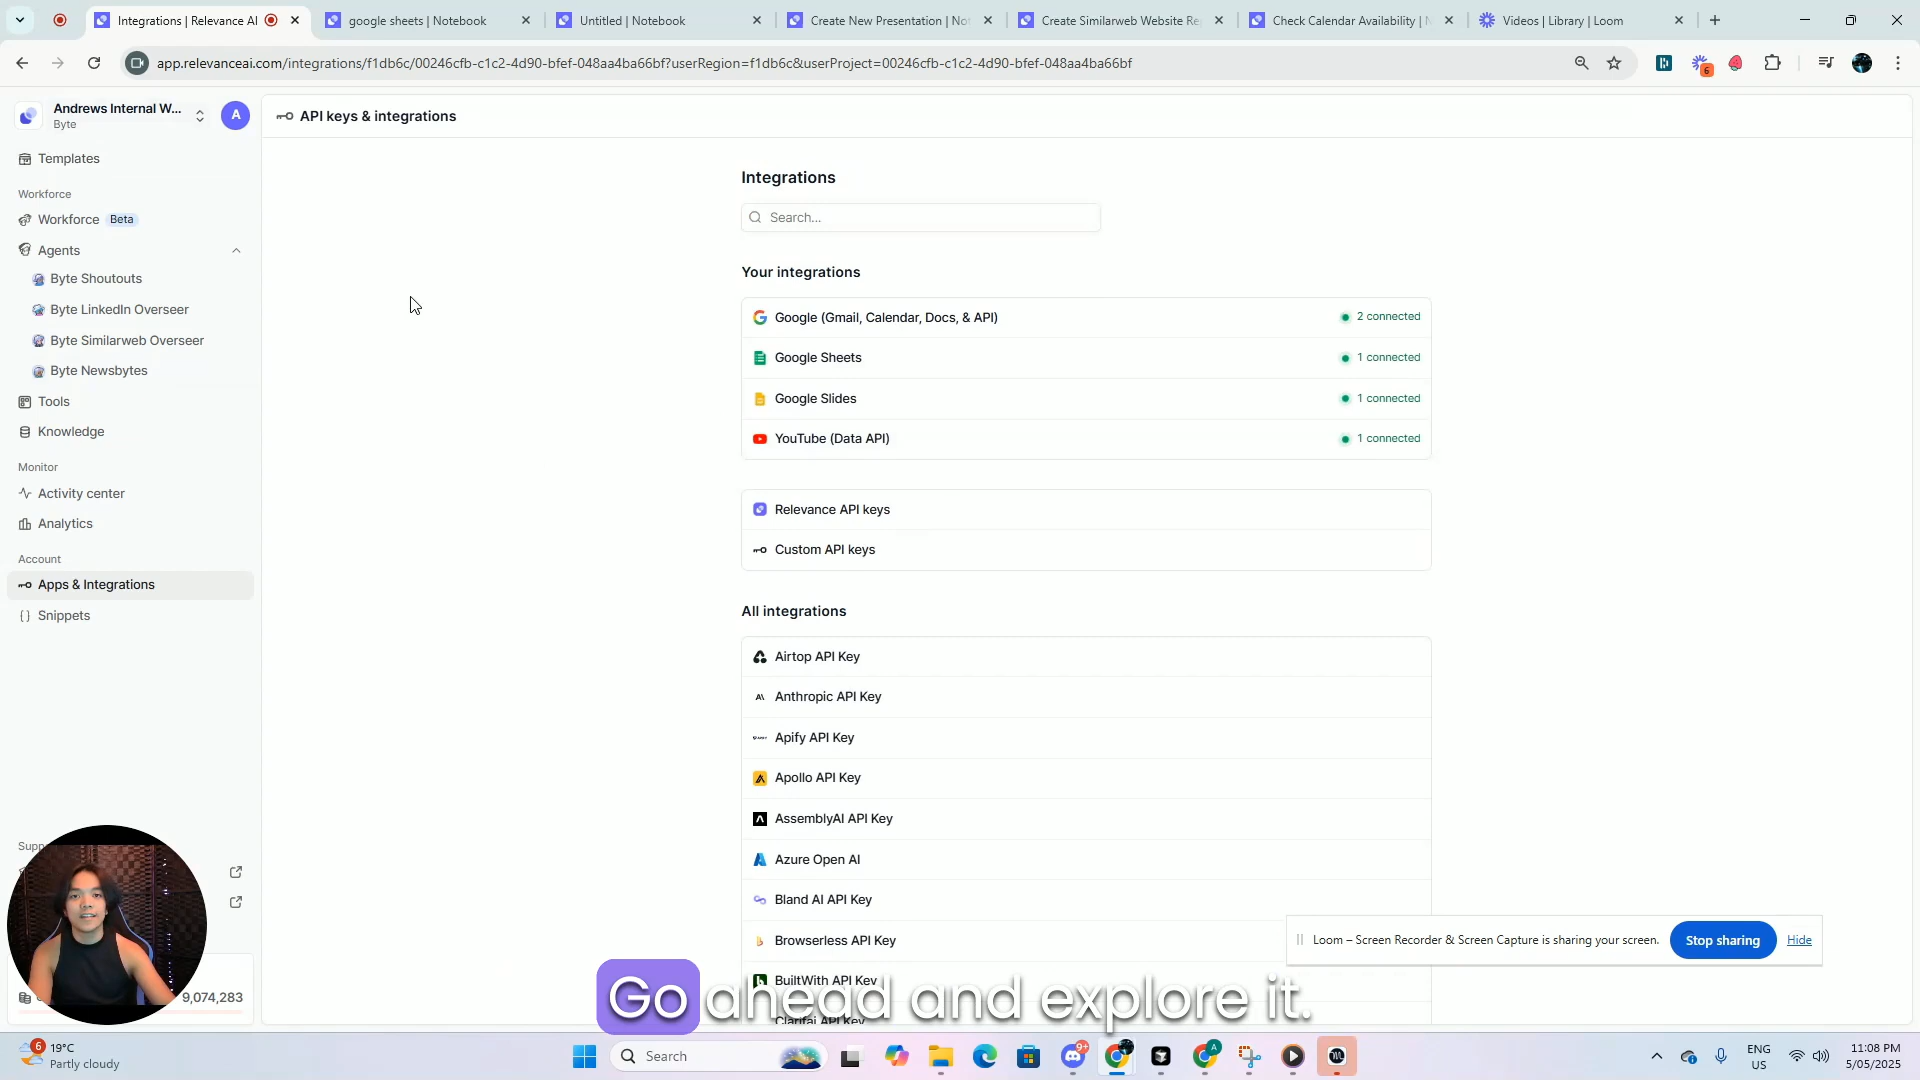 Integrations | Relevance AI
google sheets | Notebook
Untitled | Notebook
Create New Presentation | No
Create Similarweb Website Re
Check Calendar Availability | N
Videos | Library | Loom
app.relevanceai.com/integrations/f1db6c/00246cfb-c1c2-4d90-bfef-048aa4ba66bf?userRegion=f1db6c&userProject=00246cfb-c1c2-4d90-bfef-048aa4ba66bf
6
Andrews Internal W...
Byte
A
Templates
Workforce
Workforce Beta
Agents
Byte Shoutouts
Byte LinkedIn Overseer
Byte Similarweb Overseer
Byte Newsbytes
Tools
Knowledge
Monitor
Activity center
Analytics
Account
Apps & Integrations
Snippets
Supp
9,074,283
API keys & integrations
Integrations
Search...
Your integrations
Google (Gmail, Calendar, Docs, & API) 2 connected
Google Sheets 1 connected
Google Slides 1 connected
YouTube (Data API) 1 connected
Relevance API keys
Custom API keys
All integrations
Airtop API Key
Anthropic API Key
Apify API Key
Apollo API Key
AssemblyAI API Key
Azure Open AI
Bland AI API Key
Browserless API Key
BuiltWith API Key
Clarifai API Key
Loom – Screen Recorder & Screen Capture is sharing your screen. Stop sharing Hide
Go ahead and explore it.
6
19°C
Partly cloudy
Search
9+
A
ENG
US
11:08 PM
5/05/2025